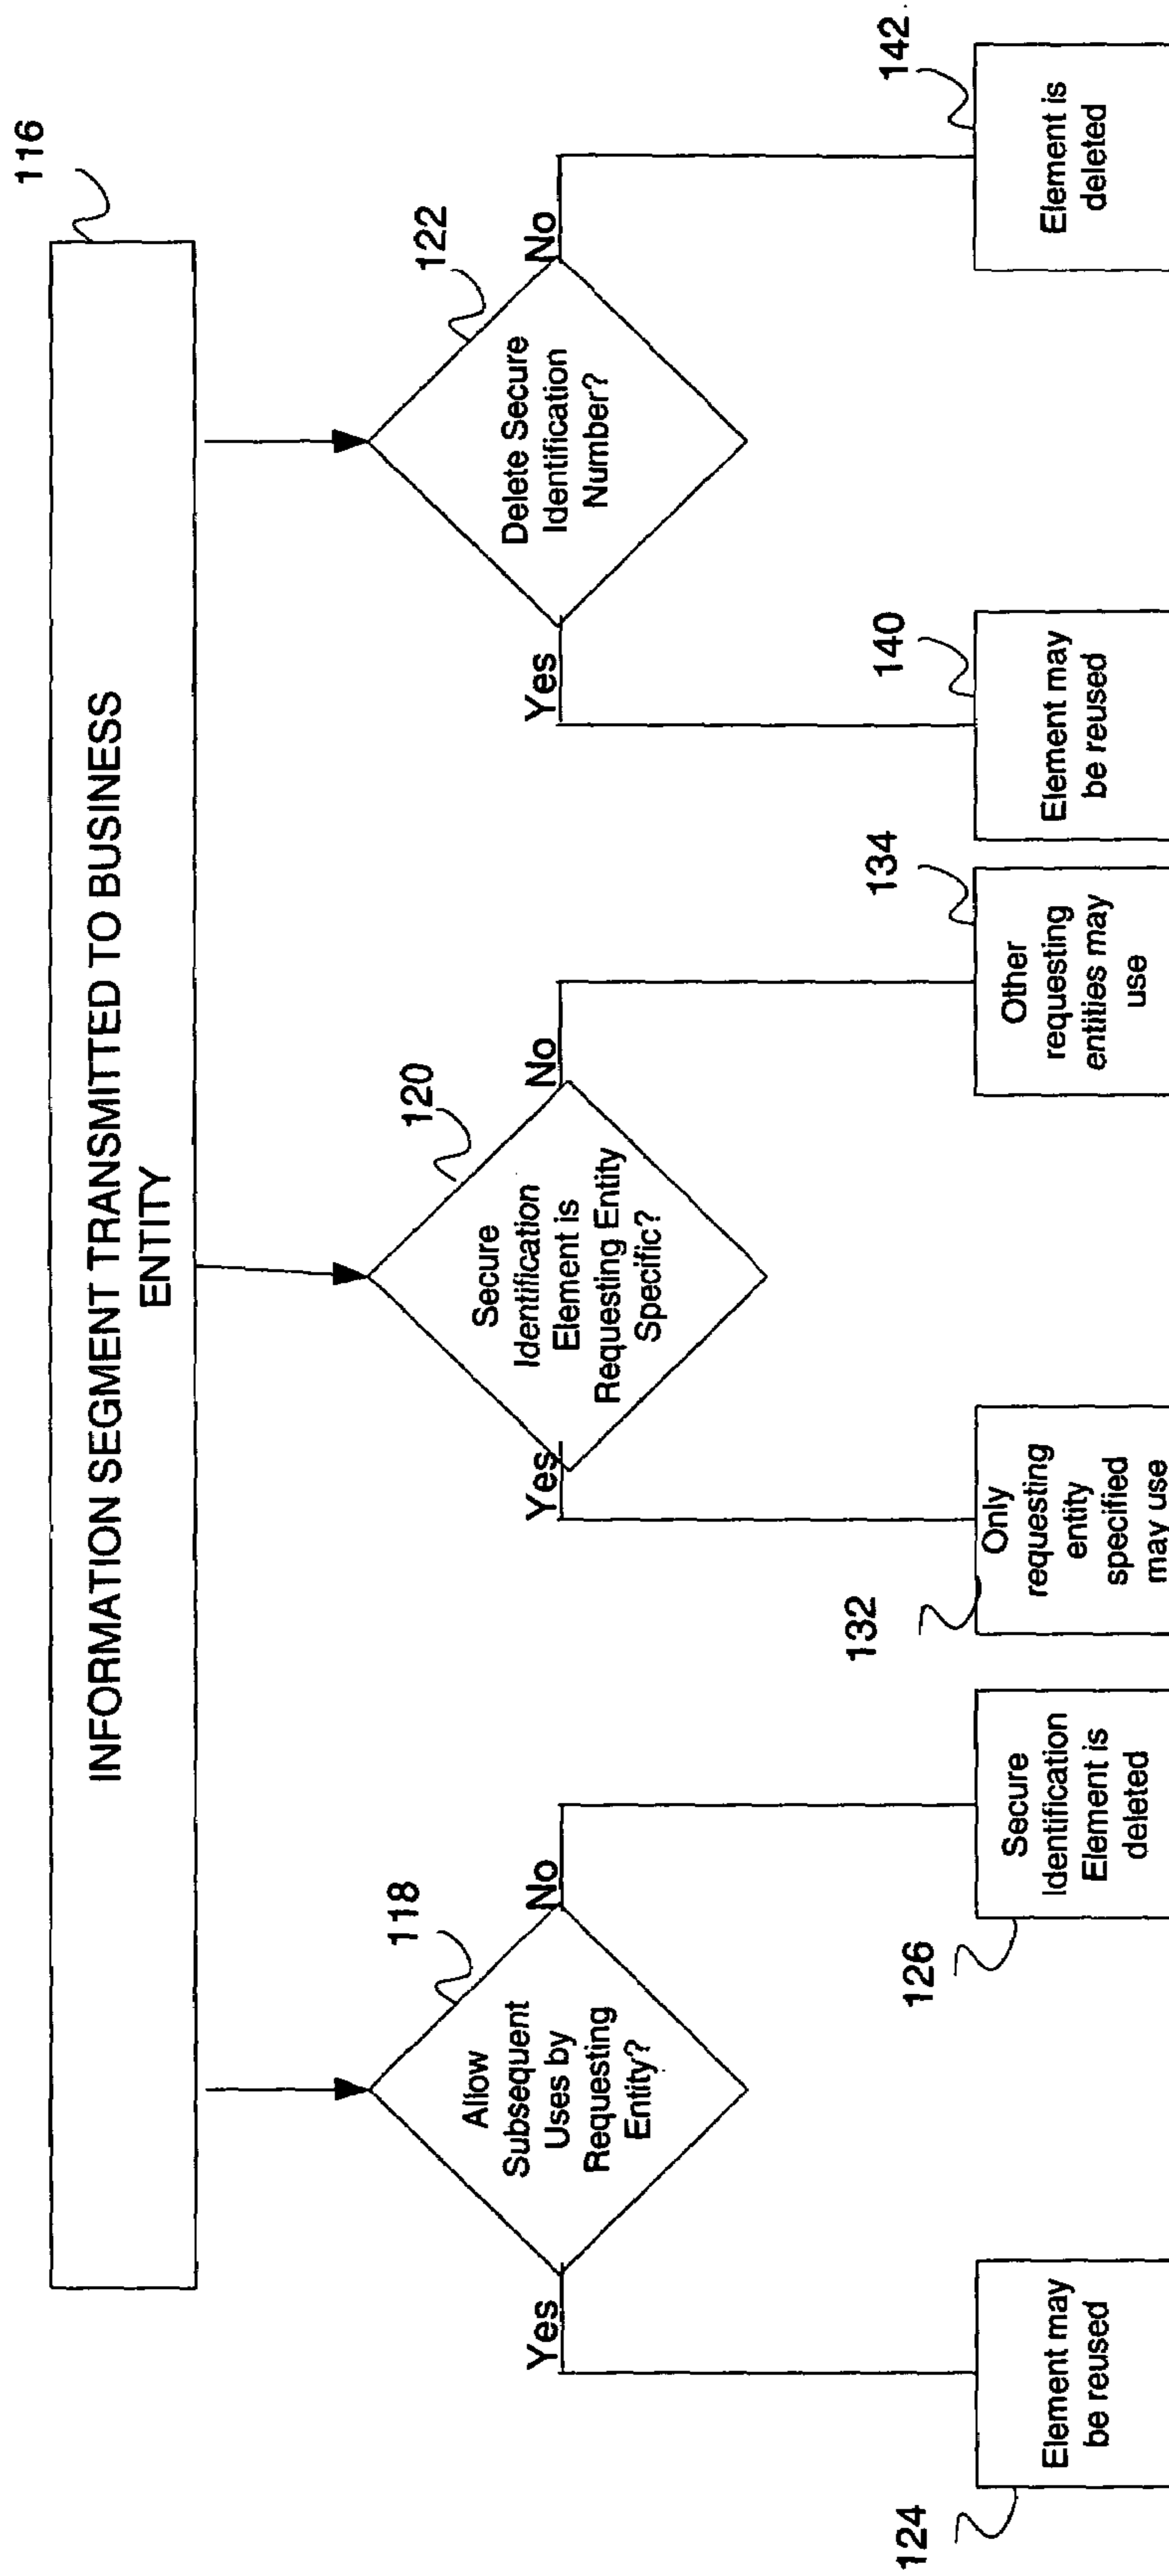 116
INFORMATION SEGMENT TRANSMITTED TO BUSINESS
ENTITY
118
Allow
Subsequent
Uses by
Requesting
Entity?
Yes
No
120
Secure
Identification
Element is
Requesting Entity
Specific?
Yes
No
122
Delete Secure
Identification
Number?
Yes
No
124
Element may
be reused
126
Secure
Identification
Element is
deleted
132
Only
requesting
entity
specified
may use
134
Other
requesting
entities may
use
140
Element may
be reused
142
Element is
deleted